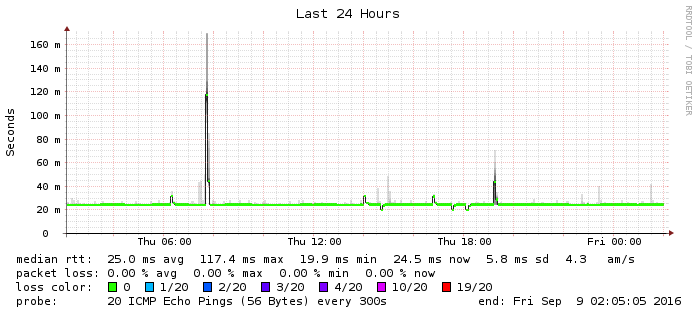 Last 24 Hours
RRDTOOL / TOBI OETIKER
Seconds
160 m
140 m
120 m
100 m
80 m
60 m
40 m
20 m
0
Thu 06:00 Thu 12:00 Thu 18:00 Fri 00:00
median rtt: 25.0 ms avg 117.4 ms max 19.9 ms min 24.5 ms now 5.8 ms sd 4.3 am/s
packet loss: 0.00 % avg 0.00 % max 0.00 % min 0.00 % now
loss color: 0 1/20 2/20 3/20 4/20 10/20 19/20
probe: 20 ICMP Echo Pings (56 Bytes) every 300s end: Fri Sep 9 02:05:05 2016